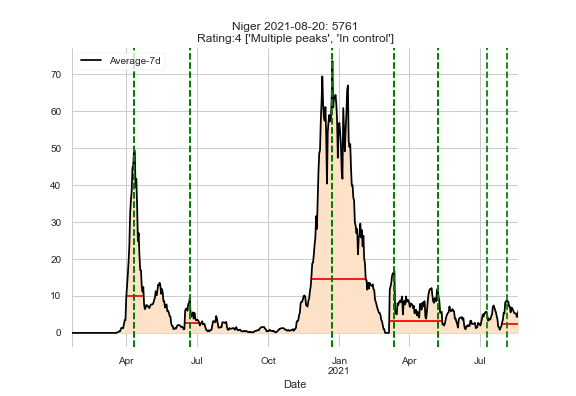 Niger 2021-08-20: 5761
Rating:4 ['Multiple peaks', 'In control']
Average-7d
70
60
50
40
30
20
10
0
Apr
Jul
Oct
Jan
2021
Apr
Jul
Date